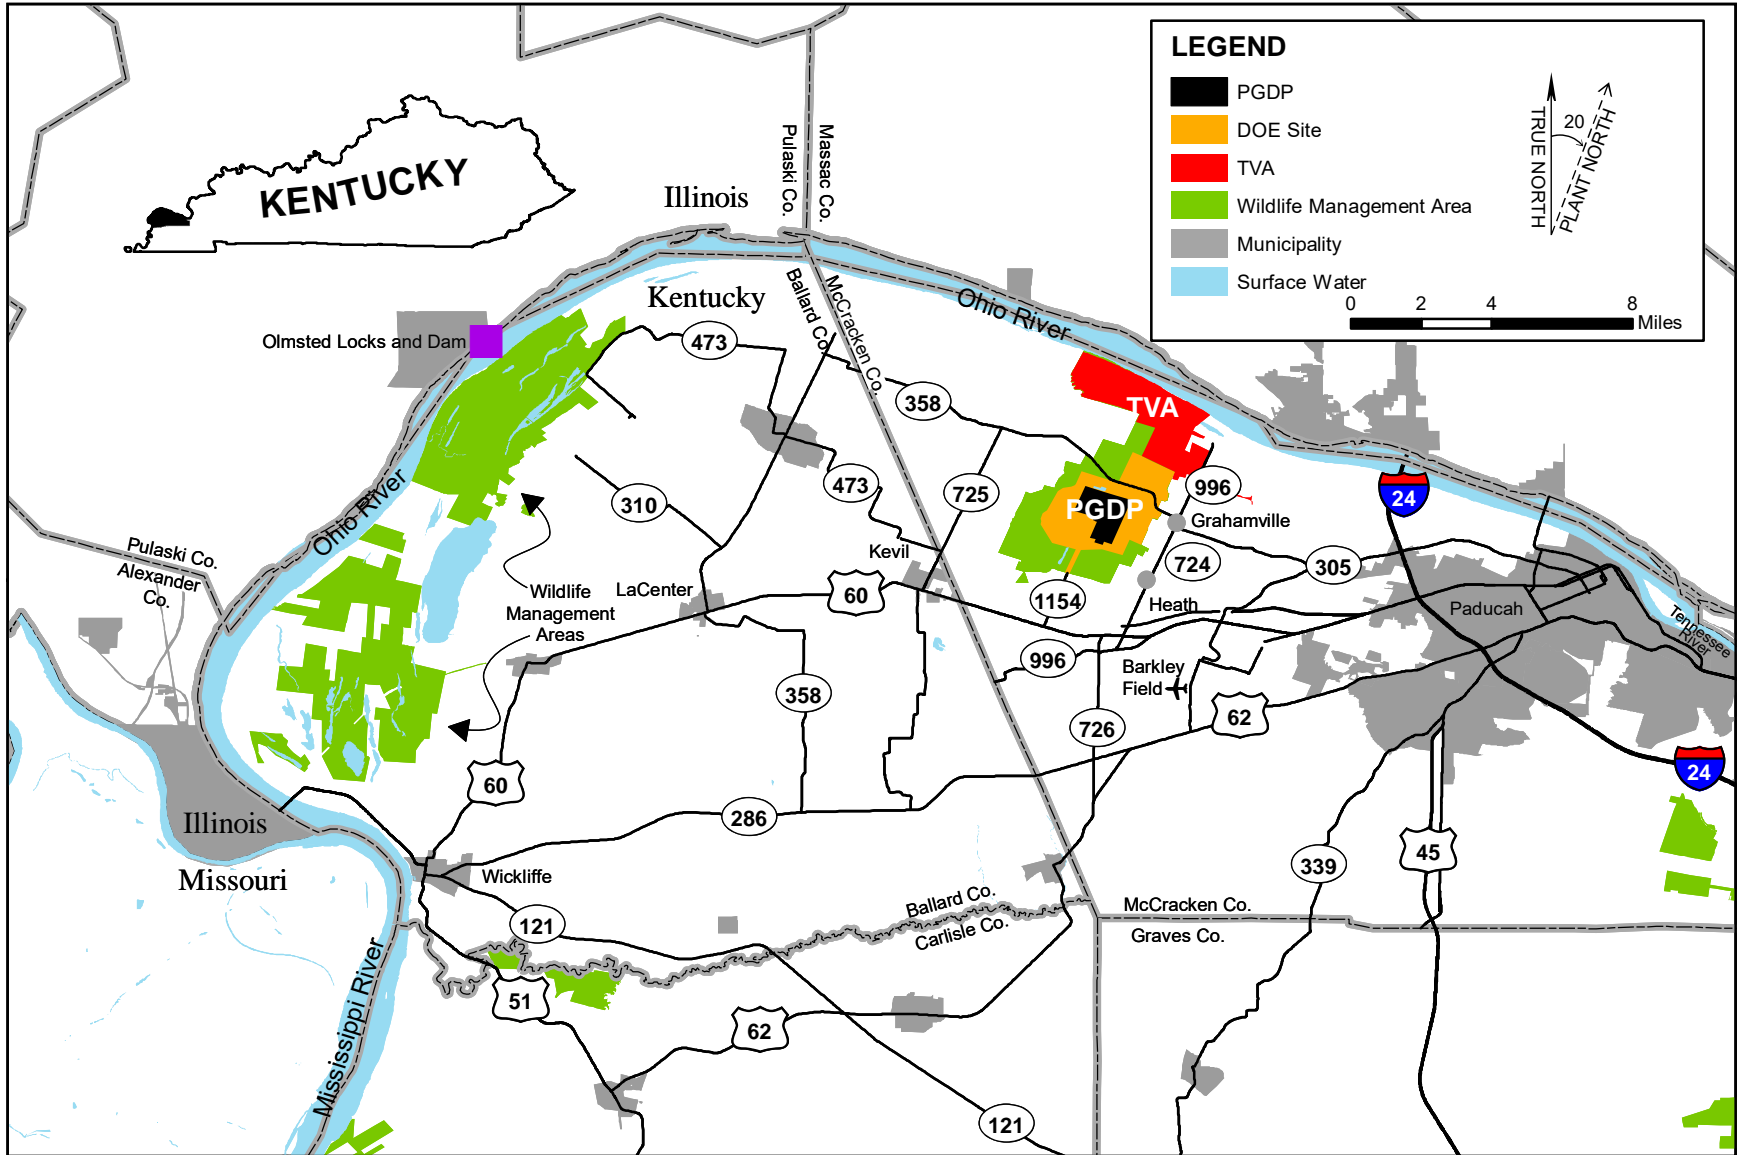 LEGEND
PGDP
DOE Site
TVA
Wildlife Management Area
Municipality
Surface Water
TRUE NORTH
20
PLANT NORTH
0 2 4 8
Miles
KENTUCKY
Illinois
Pulaski Co.
Massac Co.
Kentucky
Ballard Co.
McCracken Co.
Ohio River
Olmsted Locks and Dam
473
358
TVA
473
725
310
996
PGDP
Grahamville
24
Ohio River
Kevil
724
305
Pulaski Co.
Alexander
Co.
Wildlife
Management
Areas
LaCenter
60
1154
Heath
Paducah
Tennessee
River
996
Barkley
Field
358
726
62
60
24
286
Illinois
Missouri
Wickliffe
339
45
121
Ballard Co.
Carlisle Co.
McCracken Co.
Graves Co.
Mississippi River
51
62
121